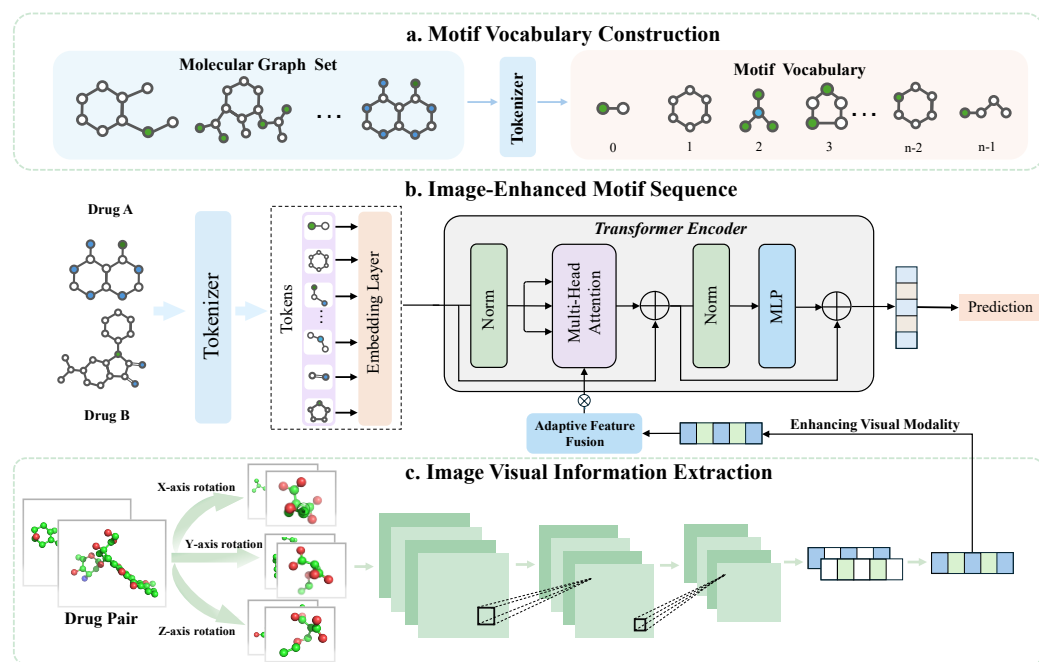 a. Motif Vocabulary Construction
Molecular Graph Set
...
Tokenizer
Motif Vocabulary
...
0
1
2
3
n-2
n-1
b. Image-Enhanced Motif Sequence
Drug A
Drug B
Tokenizer
Tokens
...
Embedding Layer
Transformer Encoder
Norm
Multi-Head
Attention
Norm
MLP
Prediction
Adaptive Feature
Fusion
Enhancing Visual Modality
c. Image Visual Information Extraction
Drug Pair
X-axis rotation
Y-axis rotation
Z-axis rotation